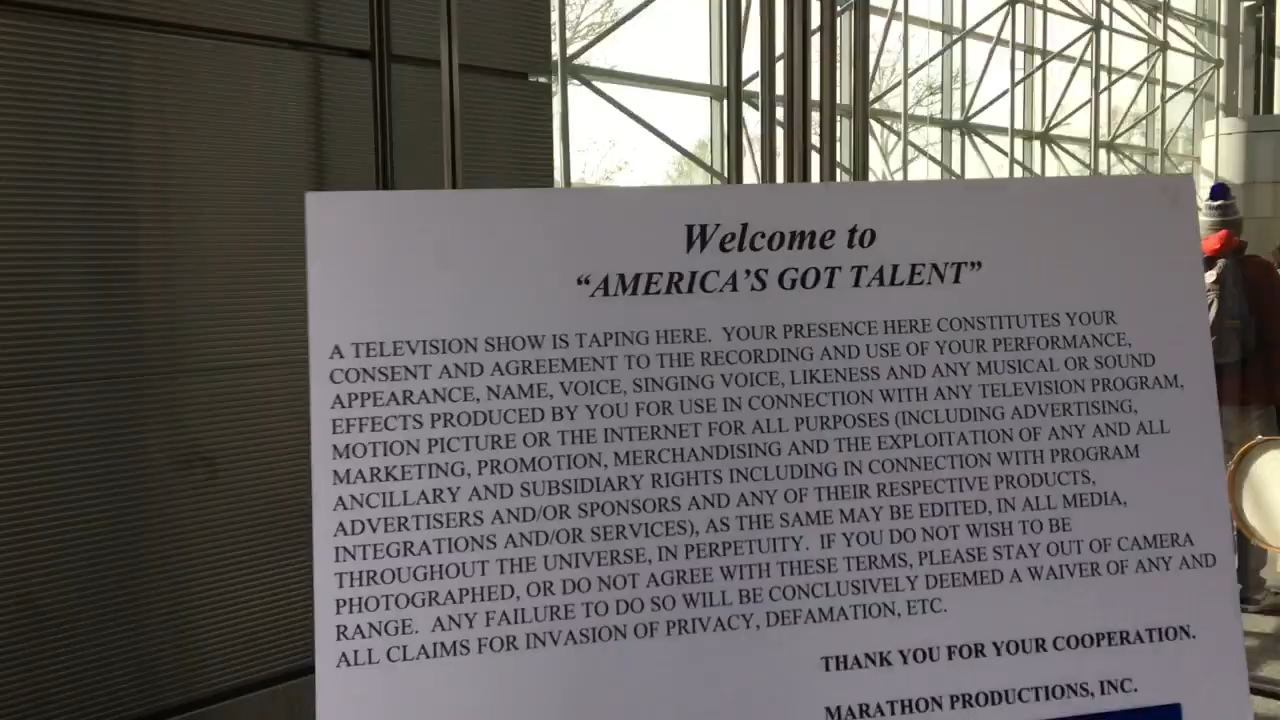 Welcome to
“AMERICA’S GOT TALENT”
A TELEVISION SHOW IS TAPING HERE. YOUR PRESENCE HERE CONSTITUTES YOUR
CONSENT AND AGREEMENT TO THE RECORDING AND USE OF YOUR PERFORMANCE,
APPEARANCE, NAME, VOICE, SINGING VOICE, LIKENESS AND ANY MUSICAL OR SOUND
EFFECTS PRODUCED BY YOU FOR USE IN CONNECTION WITH ANY TELEVISION PROGRAM,
MOTION PICTURE OR THE INTERNET FOR ALL PURPOSES (INCLUDING ADVERTISING,
MARKETING, PROMOTION, MERCHANDISING AND THE EXPLOITATION OF ANY AND ALL
ANCILLARY AND SUBSIDIARY RIGHTS INCLUDING IN CONNECTION WITH PROGRAM
ADVERTISERS AND/OR SPONSORS AND ANY OF THEIR RESPECTIVE PRODUCTS,
INTEGRATIONS AND/OR SERVICES), AS THE SAME MAY BE EDITED, IN ALL MEDIA,
THROUGHOUT THE UNIVERSE, IN PERPETUITY. IF YOU DO NOT WISH TO BE
PHOTOGRAPHED, OR DO NOT AGREE WITH THESE TERMS, PLEASE STAY OUT OF CAMERA
RANGE. ANY FAILURE TO DO SO WILL BE CONCLUSIVELY DEEMED A WAIVER OF ANY AND
ALL CLAIMS FOR INVASION OF PRIVACY, DEFAMATION, ETC.
THANK YOU FOR YOUR COOPERATION.
MARATHON PRODUCTIONS, INC.